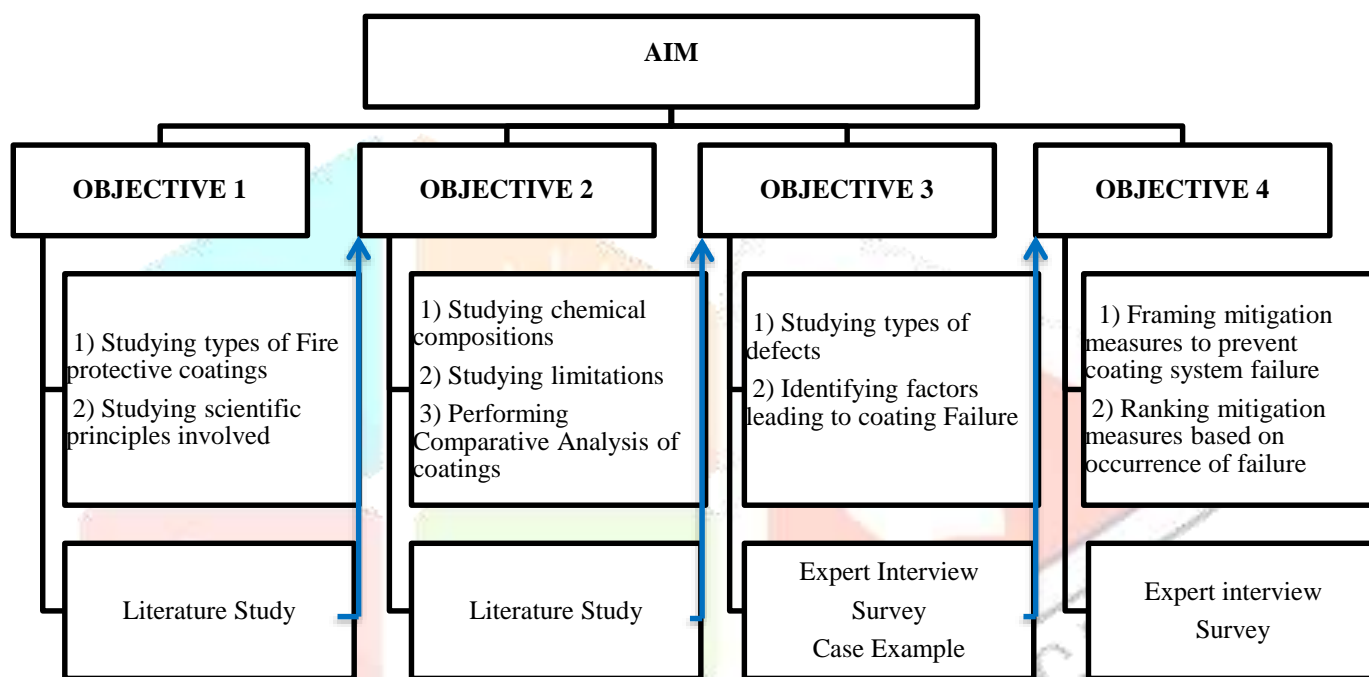 AIM
OBJECTIVE 1
1) Studying types of Fire
protective coatings
2) Studying scientific
principles involved
Literature Study
OBJECTIVE 2
1) Studying chemical
compositions
2) Studying limitations
3) Performing
Comparative Analysis of
coatings
Literature Study
OBJECTIVE 3
1) Studying types of
defects
2) Identifying factors
leading to coating Failure
Expert Interview
Survey
Case Example
OBJECTIVE 4
1) Framing mitigation
measures to prevent
coating system failure
2) Ranking mitigation
measures based on
occurrence of failure
Expert interview
Survey